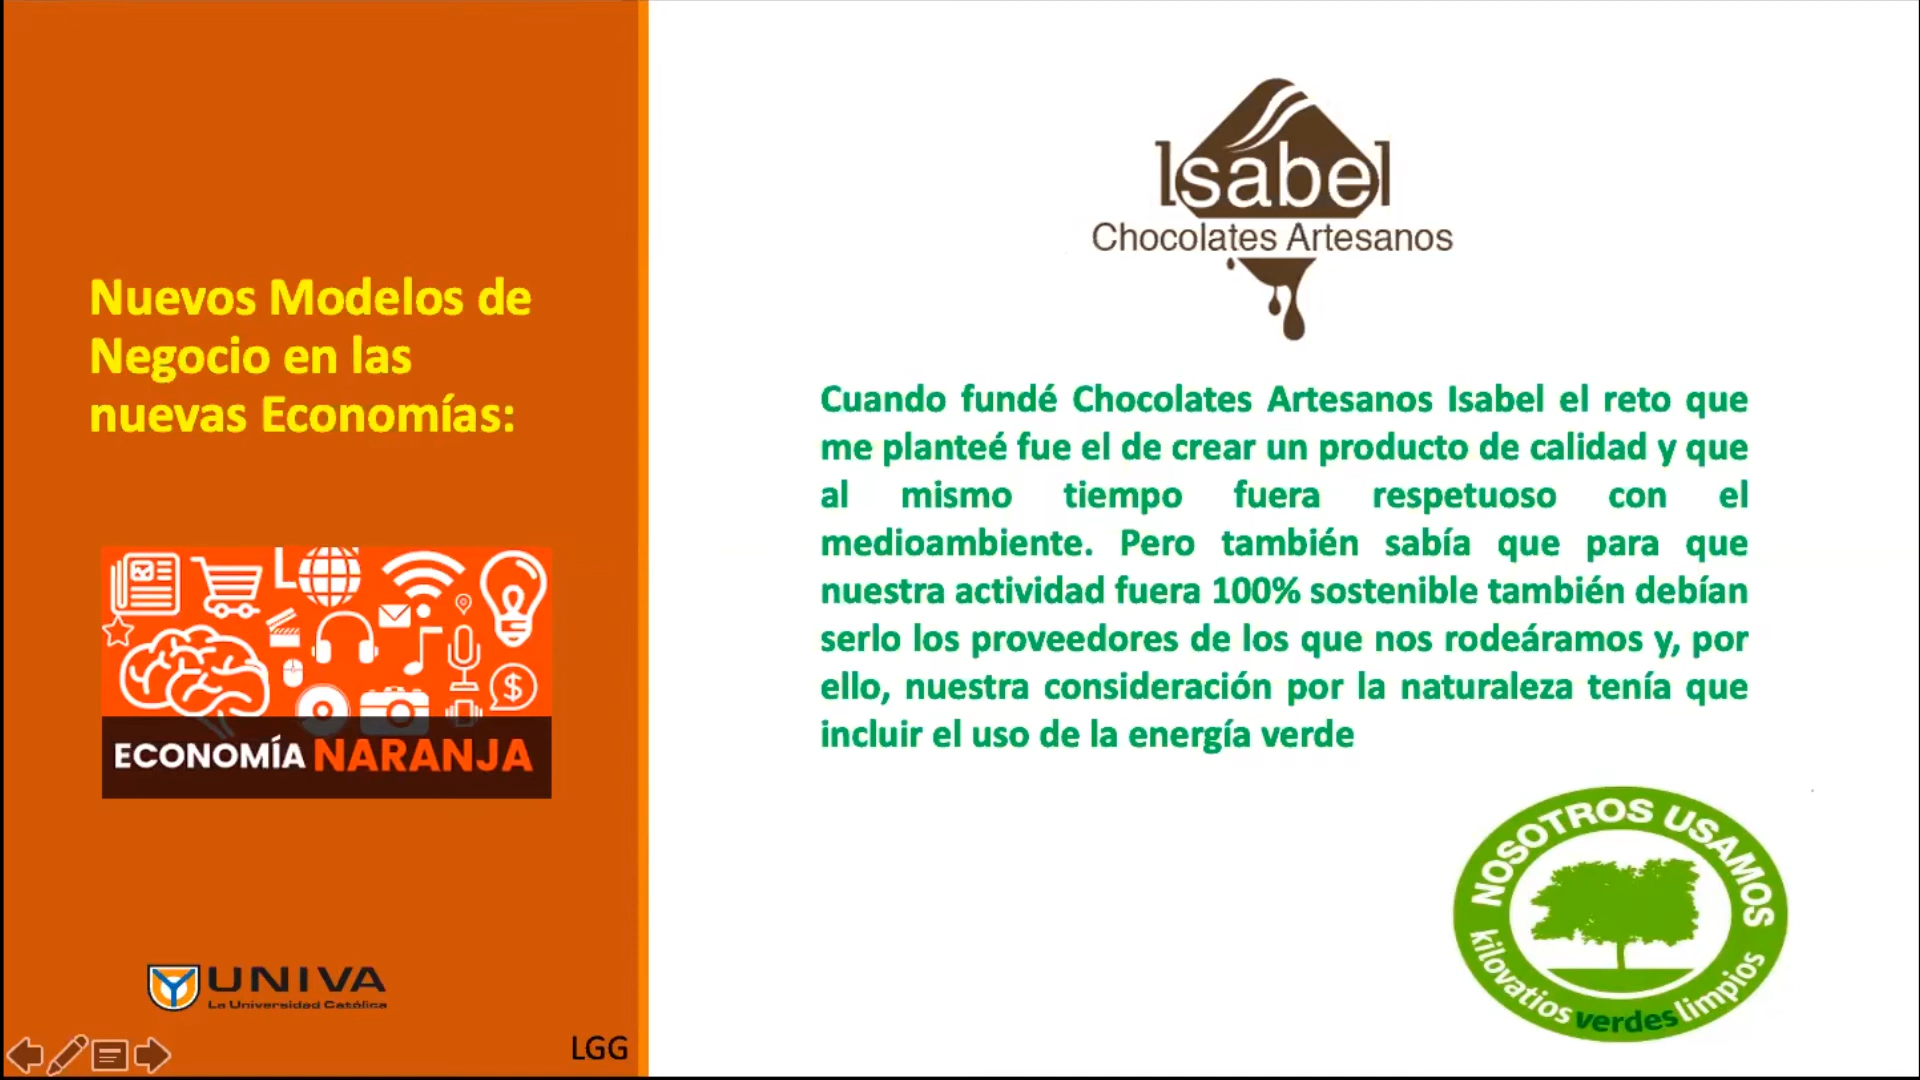 Nuevos Modelos de
Negocio en las
nuevas Economías:
ECONOMÍA NARANJA
UNIVA
La Universidad Católica
LGG
Isabel
Chocolates Artesanos
Cuando fundé Chocolates Artesanos Isabel el reto que
me planteé fue el de crear un producto de calidad y que
al mismo tiempo fuera respetuoso con el
medioambiente. Pero también sabía que para que
nuestra actividad fuera 100% sostenible también debían
serlo los proveedores de los que nos rodeáramos y, por
ello, nuestra consideración por la naturaleza tenía que
incluir el uso de la energía verde
NOSOTROS USAMOS
kilovatios verdes limpios